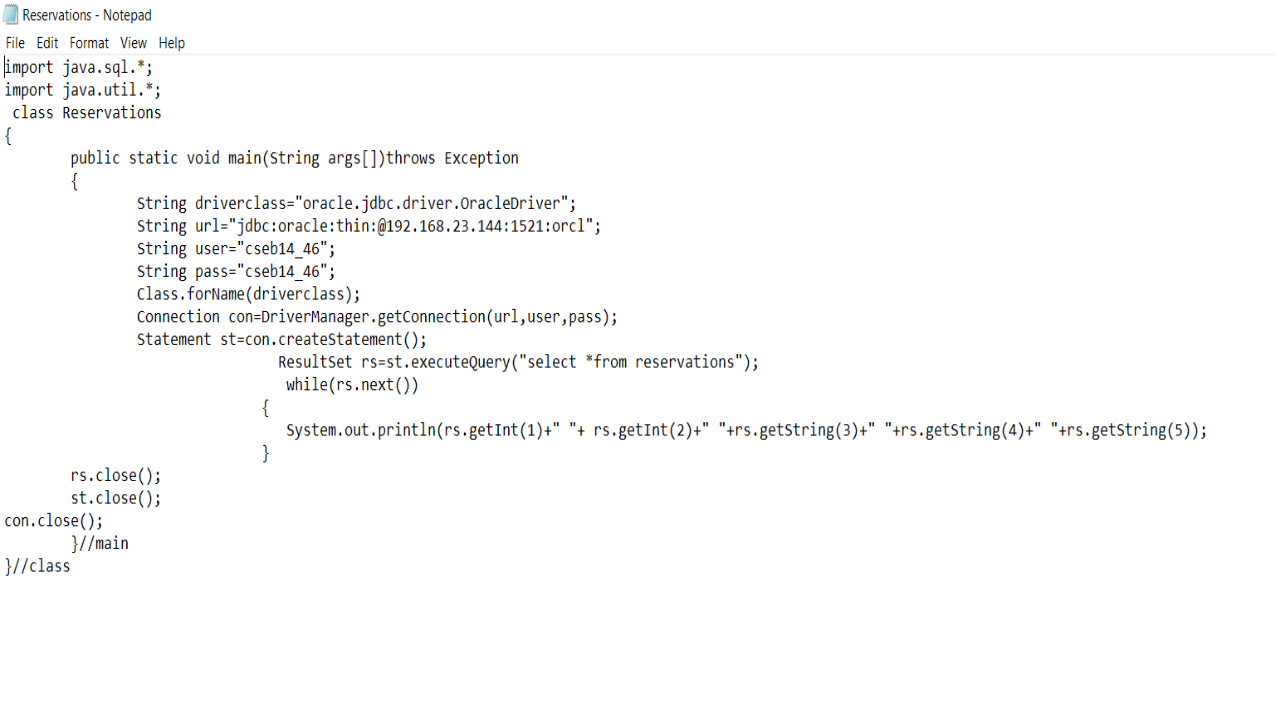 Reservations - Notepad
File Edit Format View Help
import java.sql.*;
import java.util.*;
class Reservations
{
public static void main(String args[])throws Exception
{
String driverclass="oracle.jdbc.driver.OracleDriver";
String url="jdbc:oracle:thin:@192.168.23.144:1521:orcl";
String user="cseb14_46";
String pass="cseb14_46";
Class.forName(driverclass);
Connection con=DriverManager.getConnection(url,user,pass);
Statement st=con.createStatement();
ResultSet rs=st.executeQuery("select *from reservations");
while(rs.next())
{
System.out.println(rs.getInt(1)+" "+ rs.getInt(2)+" "+rs.getString(3)+" "+rs.getString(4)+" "+rs.getString(5));
}
rs.close();
st.close();
con.close();
}//main
}//class